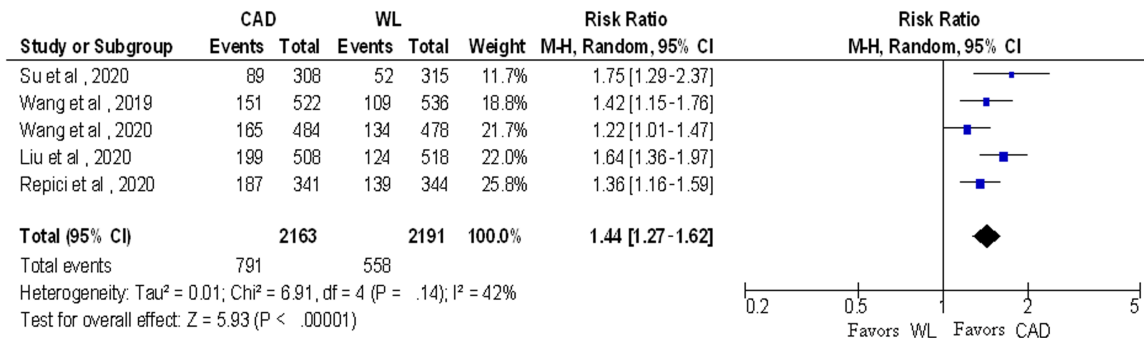 CAD WL Risk Ratio Risk Ratio
Study or Subgroup Events Total Events Total Weight M-H, Random, 95% CI M-H, Random, 95% CI
Su et al , 2020 89 308 52 315 11.7% 1.75 [1.29-2.37]
Wang et al , 2019 151 522 109 536 18.8% 1.42 [1.15-1.76]
Wang et al , 2020 165 484 134 478 21.7% 1.22 [1.01-1.47]
Liu et al , 2020 199 508 124 518 22.0% 1.64 [1.36-1.97]
Repici et al , 2020 187 341 139 344 25.8% 1.36 [1.16-1.59]
Total (95% CI) 2163 2191 100.0% 1.44 [1.27-1.62]
Total events 791 558
Heterogeneity: Tau² = 0.01; Chi² = 6.91, df = 4 (P = .14); I² = 42%
Test for overall effect: Z = 5.93 (P < .00001)
0.2 0.5 1 2 5
Favors WL Favors CAD